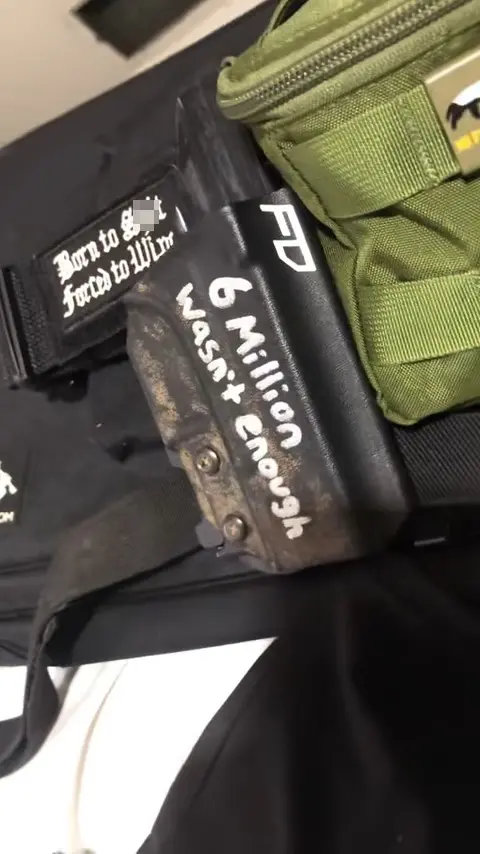 Born to
Forced to Win
FD
6 Million
wasn't enough